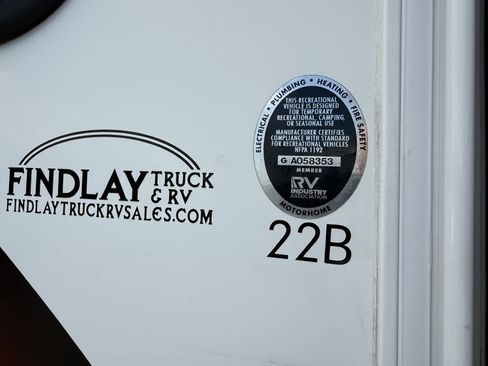 FINDLAY TRUCK & RV
FINDLAYTRUCKRVSALES.COM
ELECTRICAL • PLUMBING • HEATING • FIRE SAFETY
THIS RECREATIONAL
VEHICLE IS DESIGNED
FOR TEMPORARY
RECREATIONAL, CAMPING,
OR SEASONAL USE
MANUFACTURER CERTIFIES
COMPLIANCE WITH STANDARD
FOR RECREATIONAL VEHICLES
NFPA 1192
G A058353
MEMBER
RV
INDUSTRY
ASSOCIATION
MOTORHOME
22B